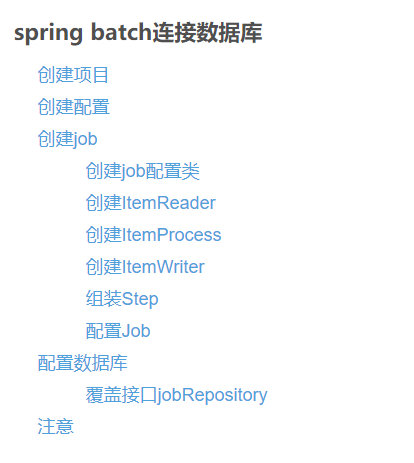 spring batch连接数据库
创建项目
创建配置
创建job
创建job配置类
创建ItemReader
创建ItemProcess
创建ItemWriter
组装Step
配置Job
配置数据库
覆盖接口jobRepository
注意